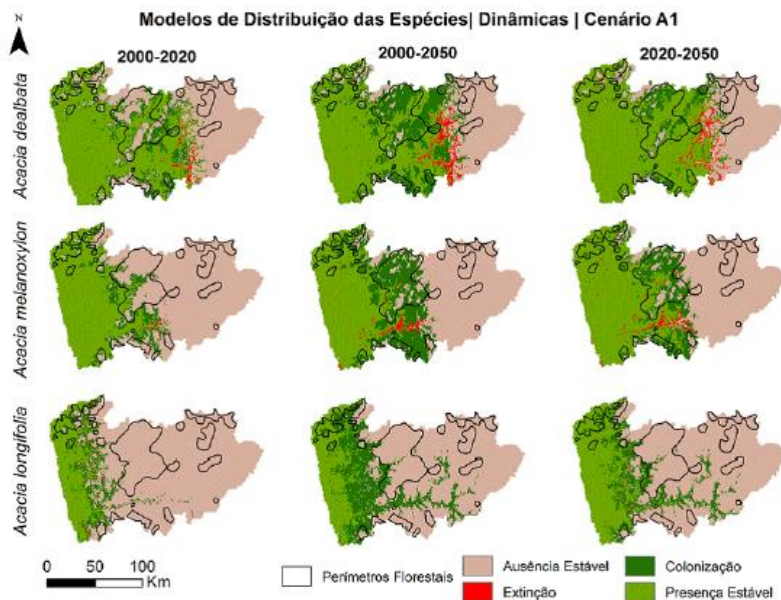 Modelos de Distribuição das Espécies| Dinâmicas | Cenário A1
N
2000-2020 2000-2050 2020-2050
Acacia dealbata
Acacia melanoxylon
Acacia longifolia
0 50 100
Km
Perímetros Florestais
Ausência Estável
Colonização
Extinção
Presença Estável